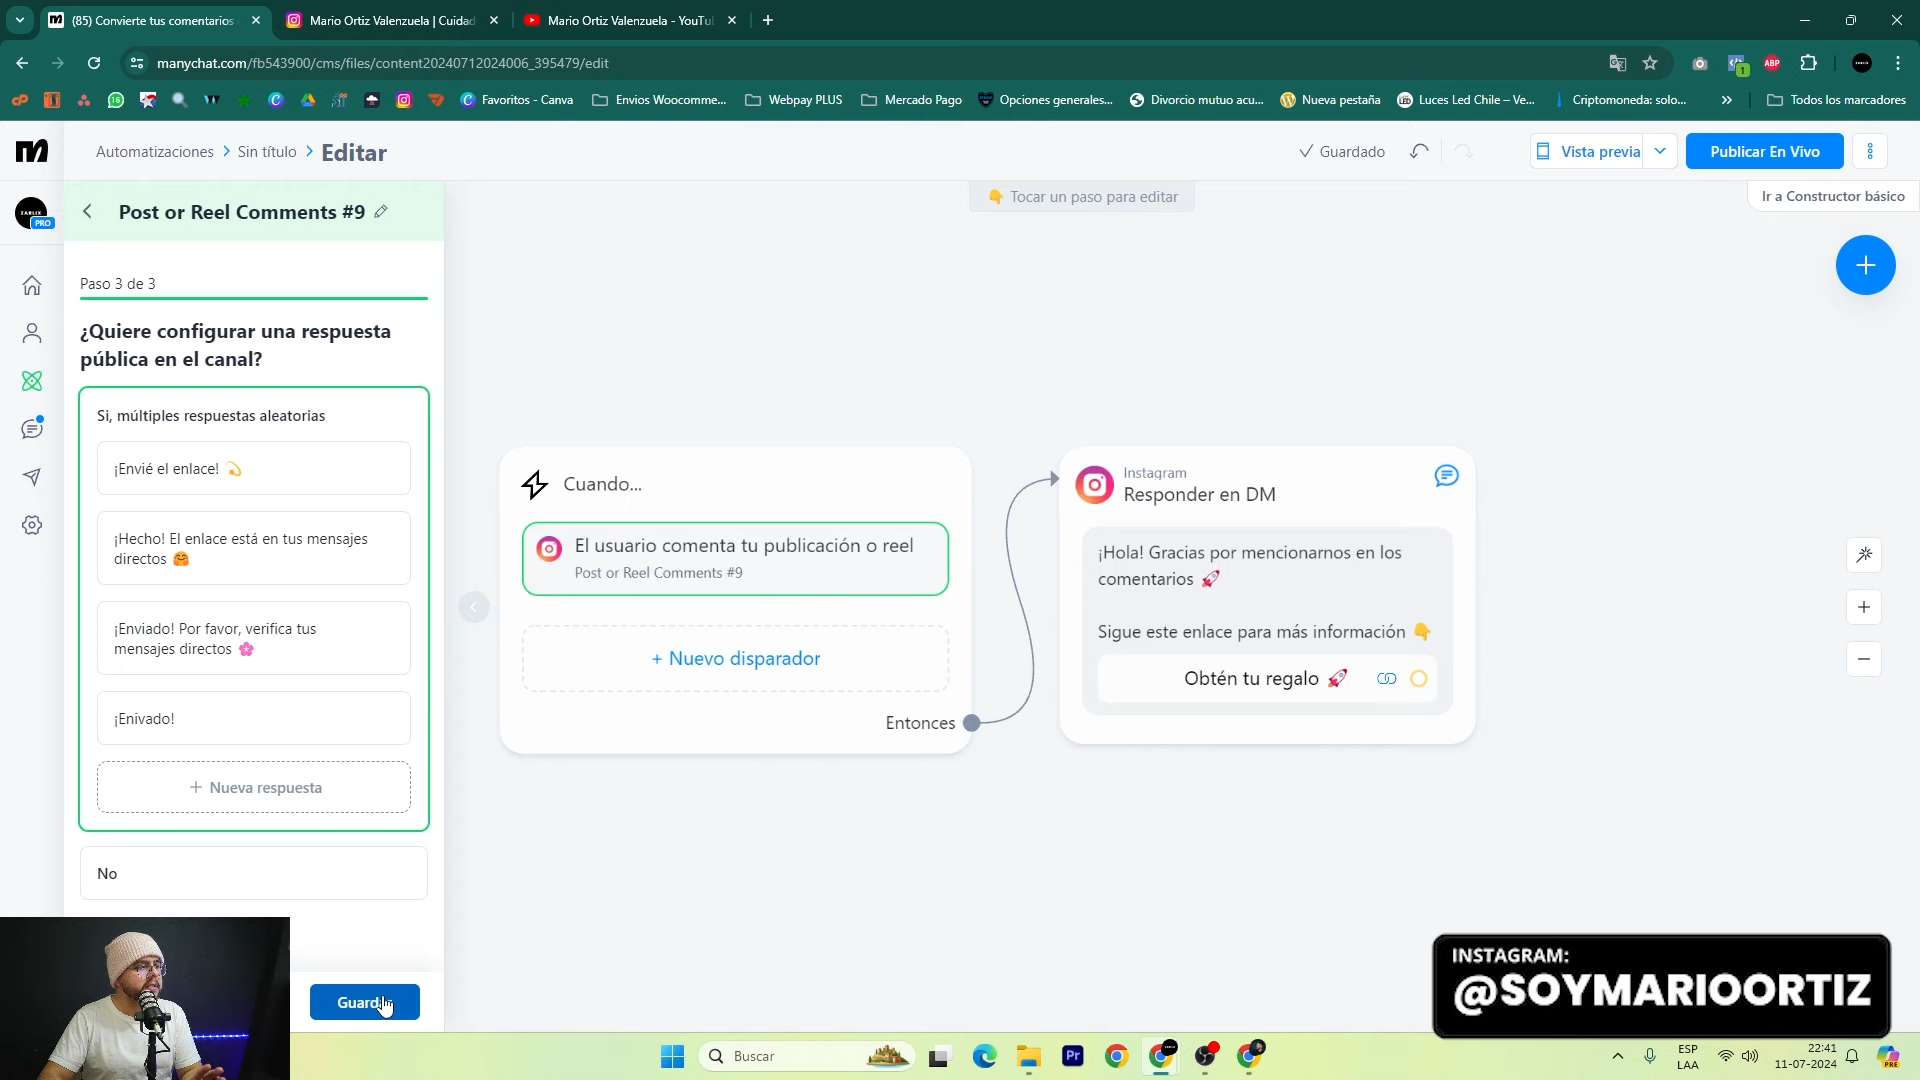 (85) Convierte tus comentarios
Mario Ortiz Valenzuela | Cuidad
Mario Ortiz Valenzuela - YouTu
manychat.com/fb543900/cms/files/content20240712024006_395479/edit
1
ABP
16
Favoritos - Canva
Envios Woocomme...
Webpay PLUS
Mercado Pago
Opciones generales...
Divorcio mutuo acu...
Nueva pestaña
Luces Led Chile – Ve...
Criptomoneda: solo...
Todos los marcadores
Automatizaciones > Sin título > Editar
Guardado
Vista previa
Publicar En Vivo
PRO
Post or Reel Comments #9
👇 Tocar un paso para editar
Ir a Constructor básico
Paso 3 de 3
¿Quiere configurar una respuesta
pública en el canal?
Si, múltiples respuestas aleatorias
¡Envié el enlace! 💫
¡Hecho! El enlace está en tus mensajes
directos 🤗
¡Enviado! Por favor, verifica tus
mensajes directos 🌸
¡Enivado!
+ Nueva respuesta
No
Guard
Cuando...
El usuario comenta tu publicación o reel
Post or Reel Comments #9
+ Nuevo disparador
Entonces
Instagram
Responder en DM
¡Hola! Gracias por mencionarnos en los
comentarios 🚀
Sigue este enlace para más información 👇
Obtén tu regalo 🚀
INSTAGRAM:
@SOYMARIOORTIZ
Buscar
Pr
ESP
LAA
22:41
11-07-2024
PRE